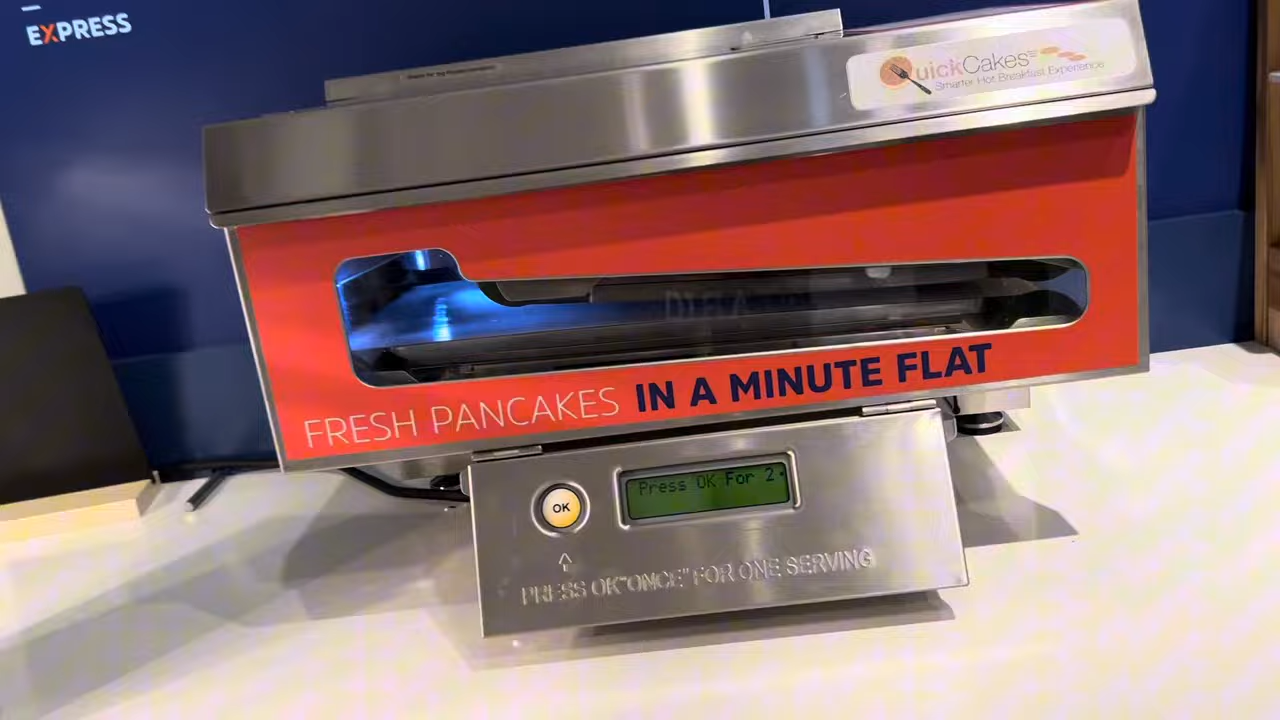 EXPRESS
QuickCakes
Smarter Hot Breakfast Experience
FRESH PANCAKES IN A MINUTE FLAT
OK
Press OK For 2
PRESS OK "ONCE" FOR ONE SERVING